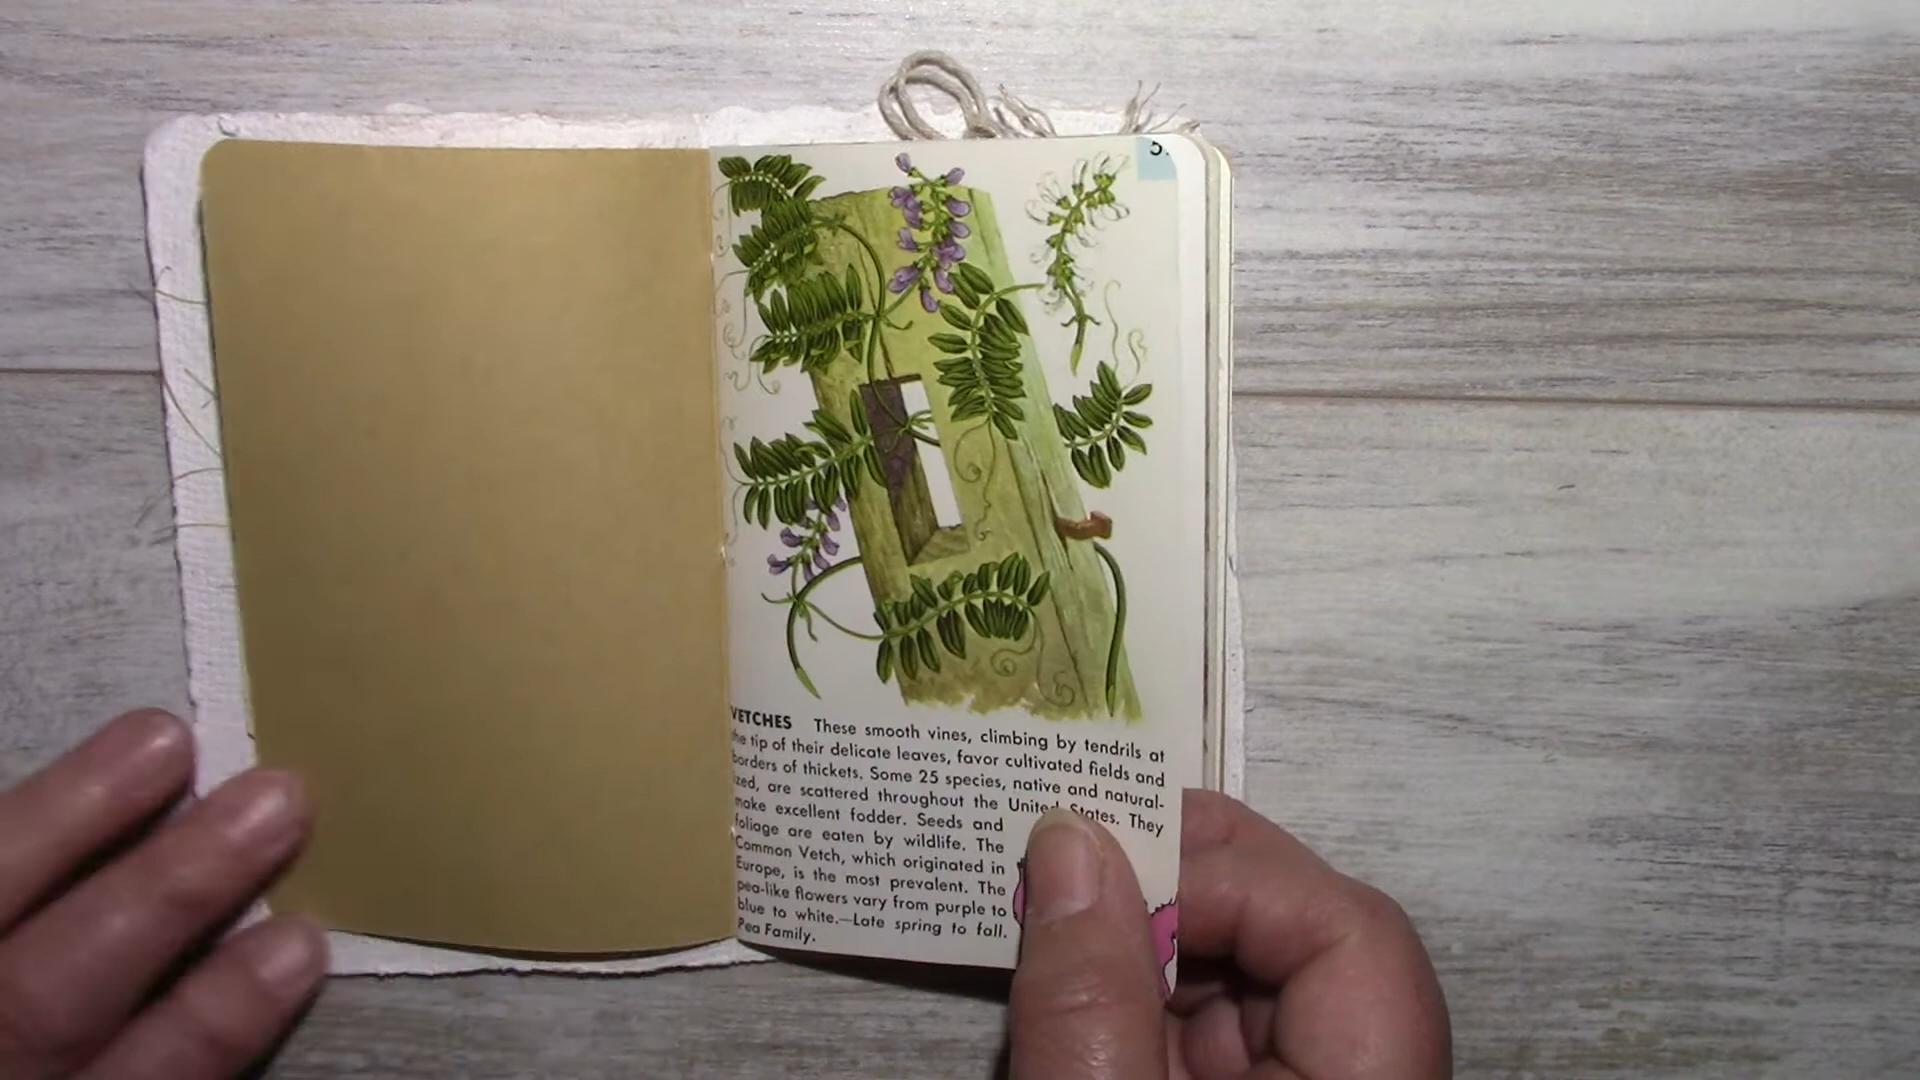 5
VETCHES These smooth vines, climbing by tendrils at
the tip of their delicate leaves, favor cultivated fields and
borders of thickets. Some 25 species, native and natural-
ized, are scattered throughout the United States. They
make excellent fodder. Seeds and
foliage are eaten by wildlife. The
Common Vetch, which originated in
Europe, is the most prevalent. The
pea-like flowers vary from purple to
blue to white.—Late spring to fall.
Pea Family.